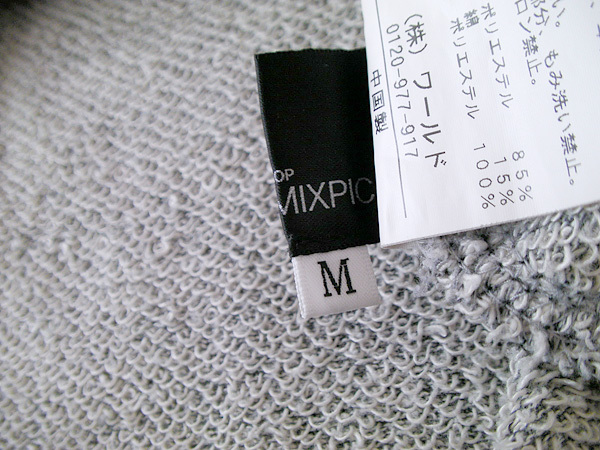 OP
MIXPIC
M
い。もみ洗い禁止。
部分、
ロン禁止。
ポリエステル 85%
綿 15%
ポリエステル 100%
(株)ワールド
0120-977-917
中国製